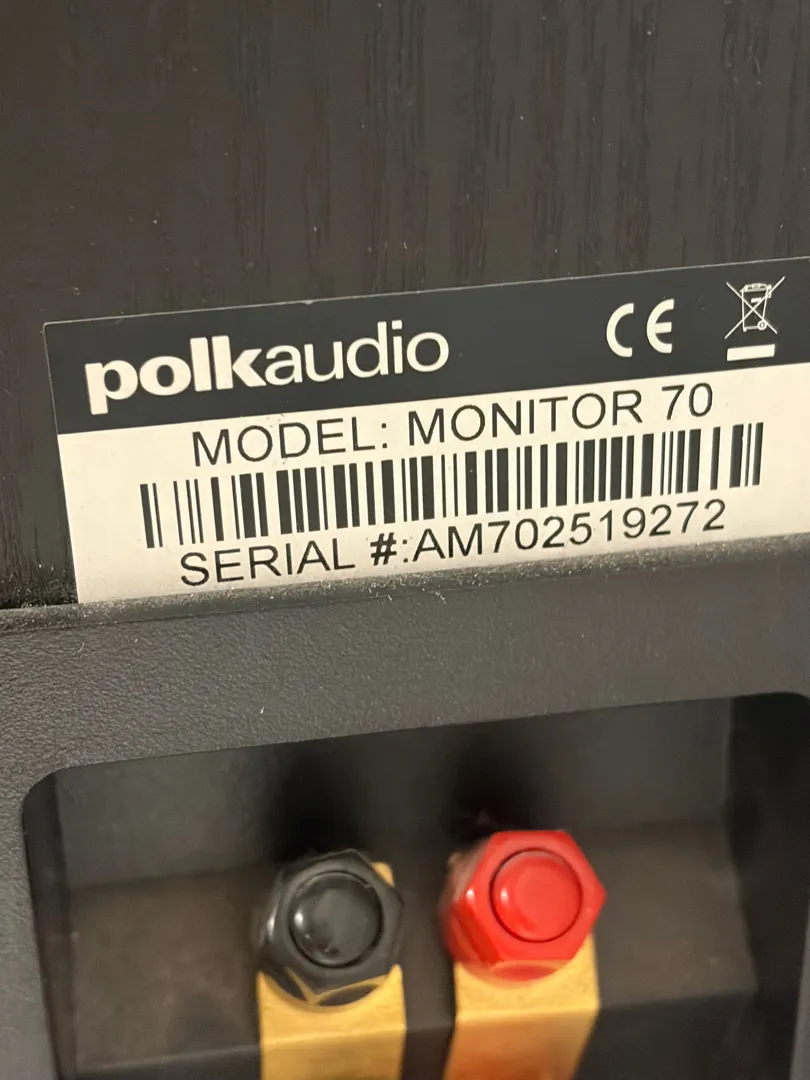 polkaudio CE
MODEL: MONITOR 70
SERIAL #:AM702519272